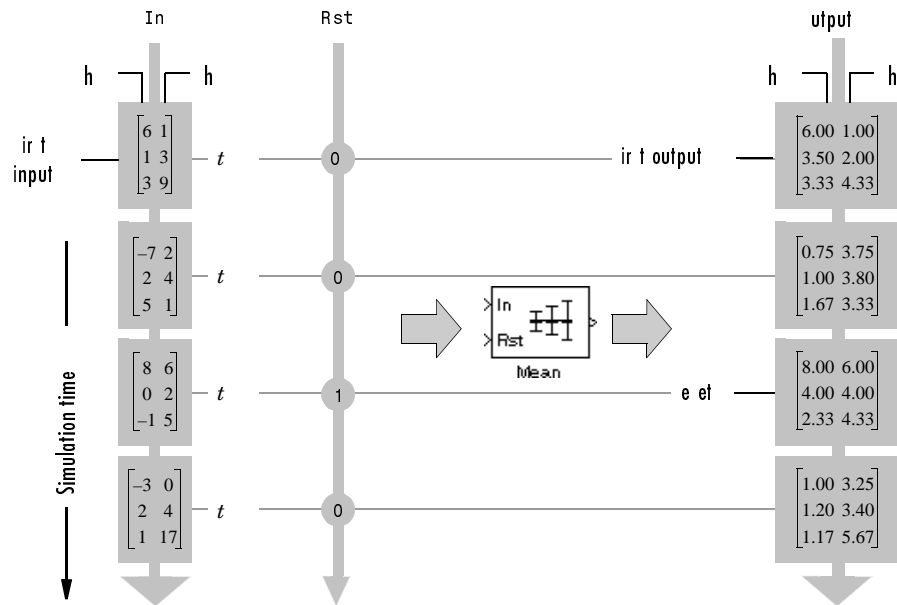 In Rst utput
h h h h
ir t input
6 1
1 3
3 9
t 0 ir t output
6.00 1.00
3.50 2.00
3.33 4.33
–7 2
2 4
5 1
t 0
0.75 3.75
1.00 3.80
1.67 3.33
In
Rst
Mean
Simulation time
8 6
0 2
–1 5
t 1 e et
8.00 6.00
4.00 4.00
2.33 4.33
–3 0
2 4
1 17
t 0
1.00 3.25
1.20 3.40
1.17 5.67